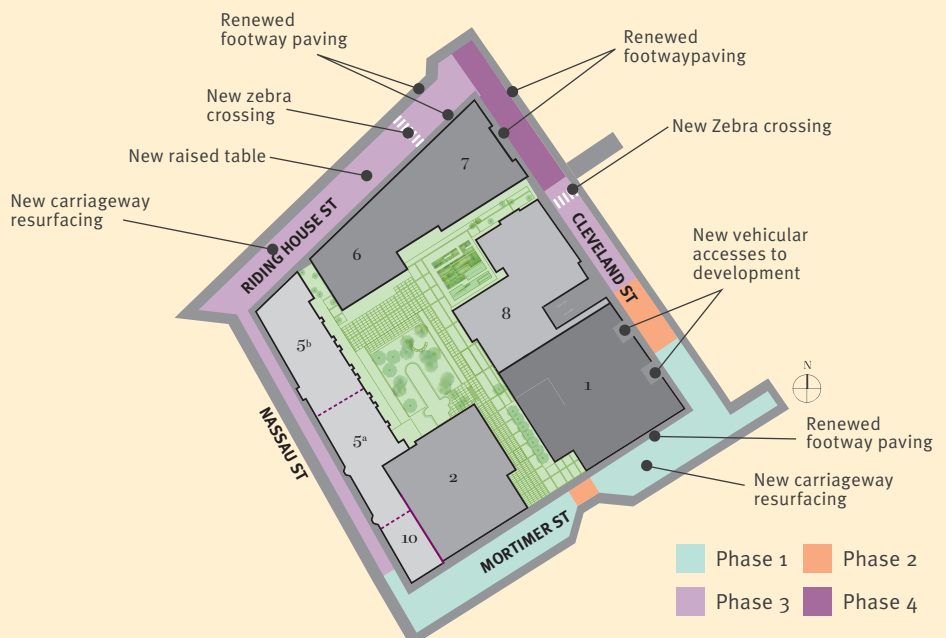 Renewed
footway paving
Renewed
footwaypaving
New zebra
crossing
New Zebra crossing
New raised table
New carriageway
resurfacing
RIDING HOUSE ST
CLEVELAND ST
New vehicular
accesses to
development
7
6
8
5b
1
N
5a
NASSAU ST
2
10
MORTIMER ST
Renewed
footway paving
New carriageway
resurfacing
Phase 1
Phase 2
Phase 3
Phase 4